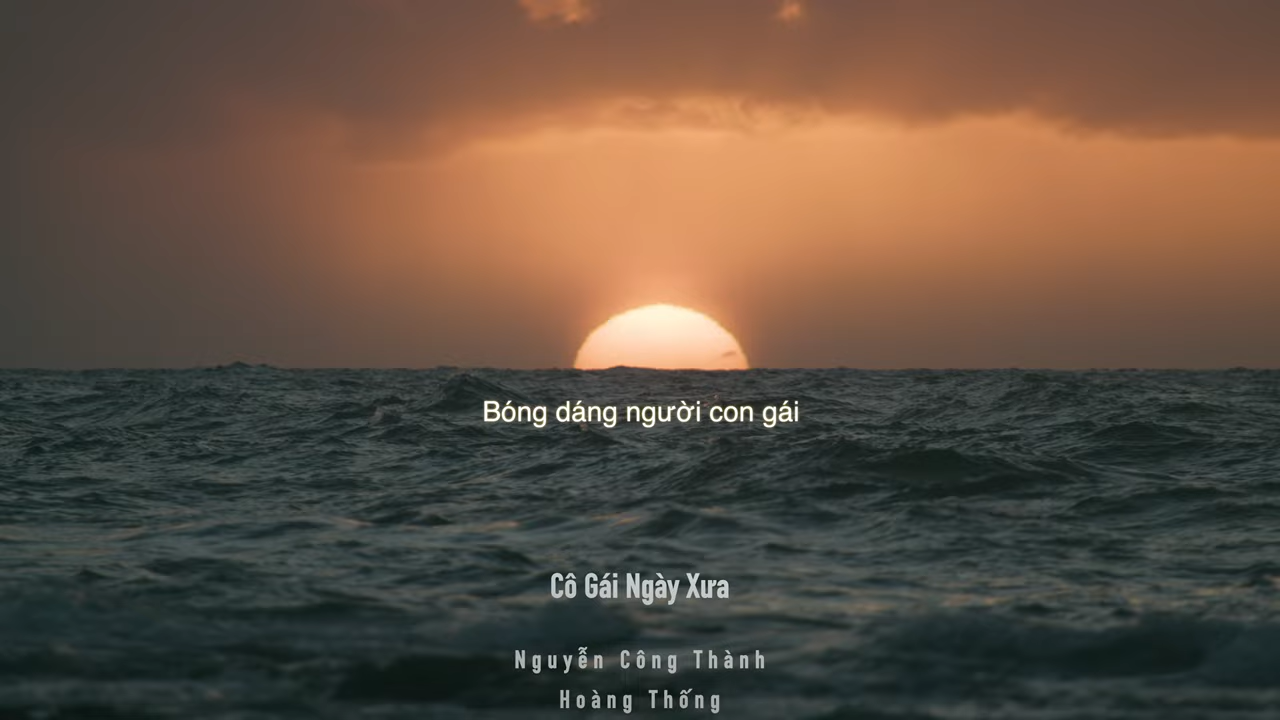 Bóng dáng người con gái
Cô Gái Ngày Xưa
Nguyễn Công Thành
Hoàng Thống